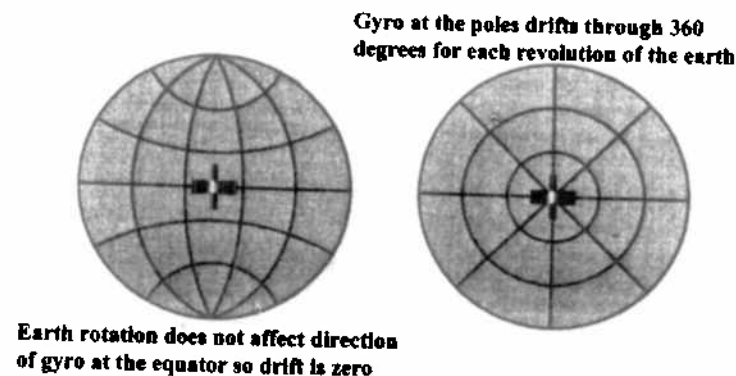 Gyro at the poles drifts through 360
degrees for each revolution of the earth
Earth rotation does not affect direction
of gyro at the equator so drift is zero